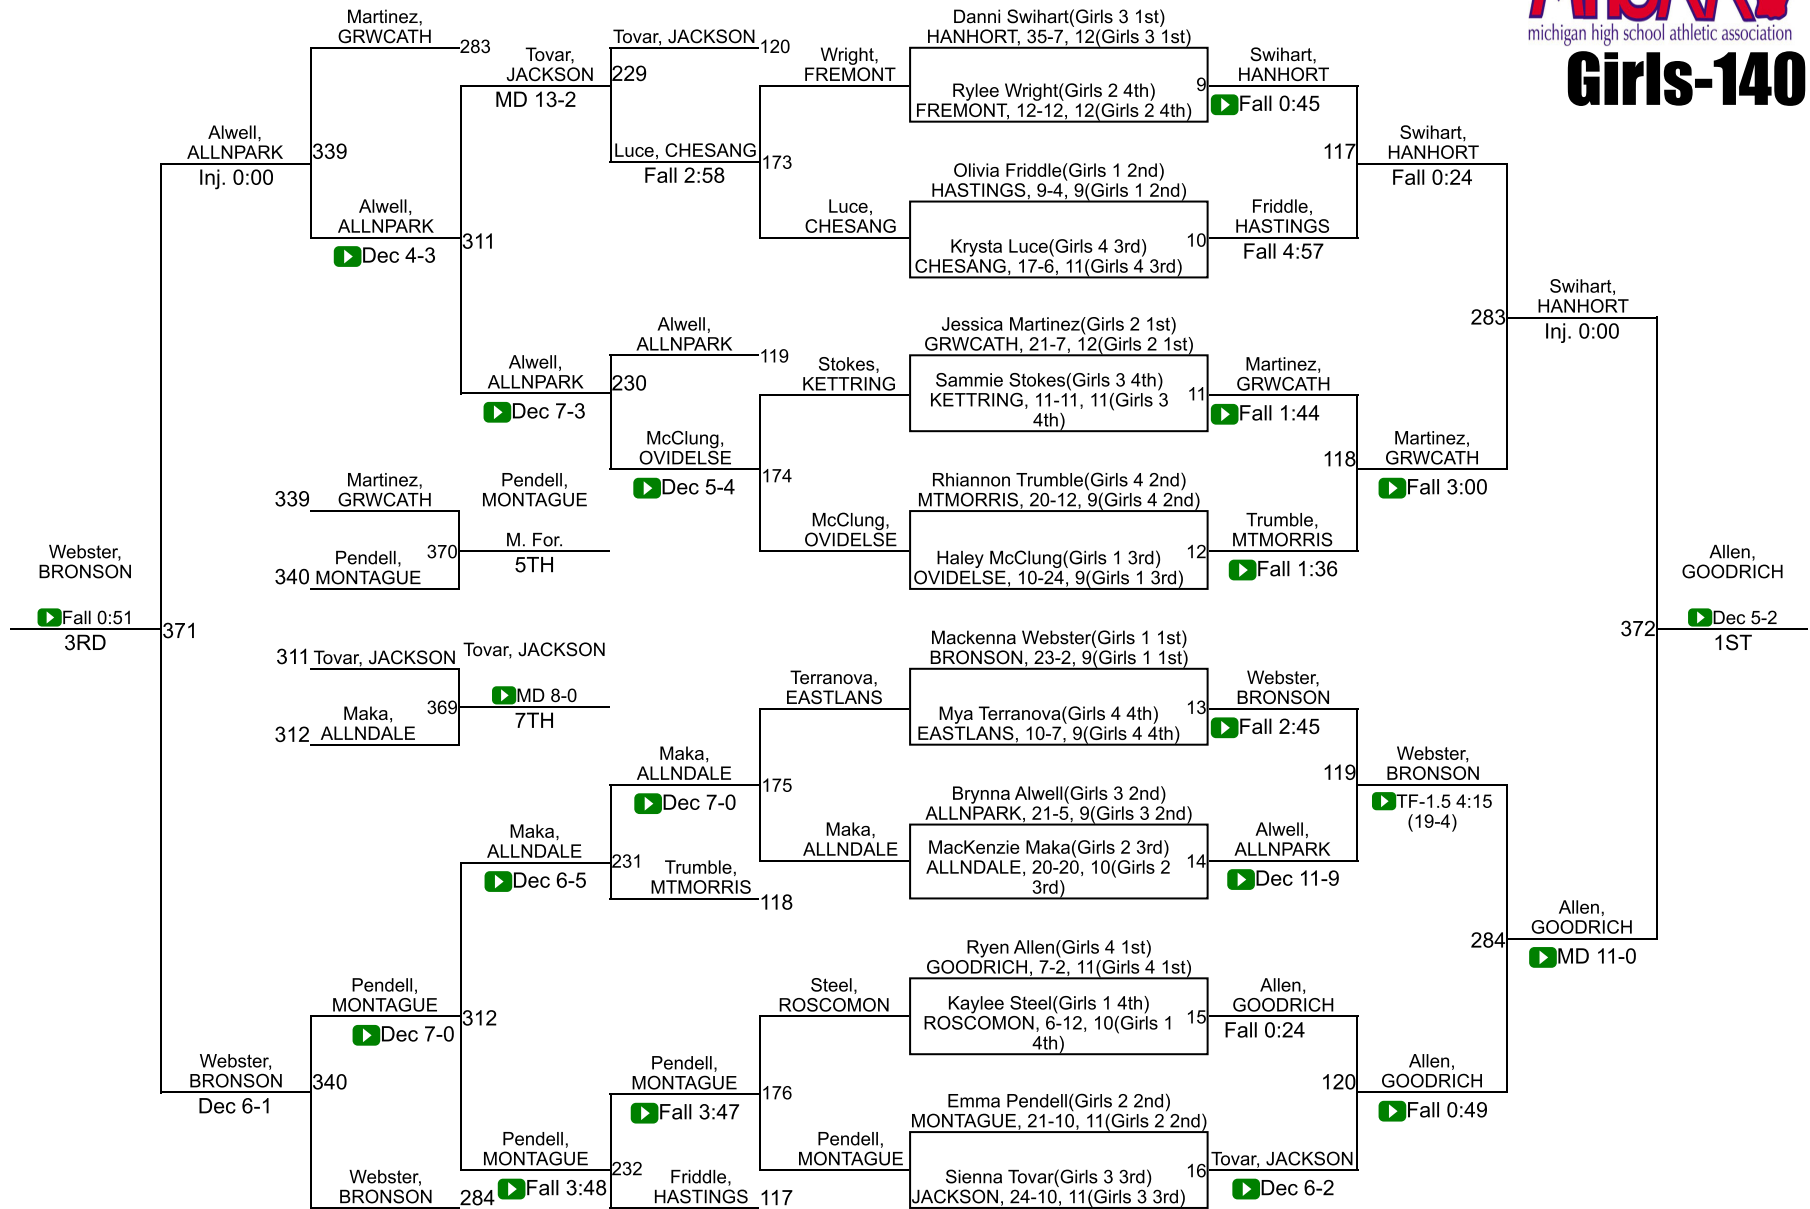 MHSAA
michigan high school athletic association
Girls-140
Martinez,
GRWCATH
283
Alwell,
ALLNPARK
Inj. 0:00
339
Alwell,
ALLNPARK
Dec 4-3
Tovar,
JACKSON
MD 13-2
311
Alwell,
ALLNPARK
Dec 7-3
Tovar, JACKSON
120
229
Luce, CHESANG
Fall 2:58
Alwell,
ALLNPARK
119
230
McClung,
OVIDELSE
Dec 5-4
Wright,
FREMONT
173
Luce,
CHESANG
Stokes,
KETTRING
174
McClung,
OVIDELSE
Danni Swihart(Girls 3 1st)
HANHORT, 35-7, 12(Girls 3 1st)
Rylee Wright(Girls 2 4th)
FREMONT, 12-12, 12(Girls 2 4th)
9
Olivia Friddle(Girls 1 2nd)
HASTINGS, 9-4, 9(Girls 1 2nd)
Krysta Luce(Girls 4 3rd)
CHESANG, 17-6, 11(Girls 4 3rd)
10
Jessica Martinez(Girls 2 1st)
GRWCATH, 21-7, 12(Girls 2 1st)
Sammie Stokes(Girls 3 4th)
KETTRING, 11-11, 11(Girls 3
4th)
11
Rhiannon Trumble(Girls 4 2nd)
MTMORRIS, 20-12, 9(Girls 4 2nd)
Haley McClung(Girls 1 3rd)
OVIDELSE, 10-24, 9(Girls 1 3rd)
12
Swihart,
HANHORT
Fall 0:45
117
Friddle,
HASTINGS
Fall 4:57
Martinez,
GRWCATH
Fall 1:44
118
Trumble,
MTMORRIS
Fall 1:36
Swihart,
HANHORT
Fall 0:24
283
Martinez,
GRWCATH
Fall 3:00
Swihart,
HANHORT
Inj. 0:00
339
Martinez,
GRWCATH
370
340
Pendell,
MONTAGUE
Pendell,
MONTAGUE
M. For.
5TH
Webster,
BRONSON
Fall 0:51
3RD
371
311
Tovar, JACKSON
369
312
Maka,
ALLNDALE
Tovar, JACKSON
MD 8-0
7TH
372
Allen,
GOODRICH
Dec 5-2
1ST
Webster,
BRONSON
Dec 6-1
340
Pendell,
MONTAGUE
Dec 7-0
Webster,
BRONSON
284
312
Maka,
ALLNDALE
Dec 6-5
Pendell,
MONTAGUE
Fall 3:48
Maka,
ALLNDALE
Dec 7-0
231
Trumble,
MTMORRIS
118
Pendell,
MONTAGUE
Fall 3:47
232
Friddle,
HASTINGS
117
Terranova,
EASTLANS
175
Maka,
ALLNDALE
Steel,
ROSCOMON
176
Pendell,
MONTAGUE
Mackenna Webster(Girls 1 1st)
BRONSON, 23-2, 9(Girls 1 1st)
Mya Terranova(Girls 4 4th)
EASTLANS, 10-7, 9(Girls 4 4th)
13
Brynna Alwell(Girls 3 2nd)
ALLNPARK, 21-5, 9(Girls 3 2nd)
MacKenzie Maka(Girls 2 3rd)
ALLNDALE, 20-20, 10(Girls 2
3rd)
14
Ryen Allen(Girls 4 1st)
GOODRICH, 7-2, 11(Girls 4 1st)
Kaylee Steel(Girls 1 4th)
ROSCOMON, 6-12, 10(Girls 1
4th)
15
Emma Pendell(Girls 2 2nd)
MONTAGUE, 21-10, 11(Girls 2 2nd)
Sienna Tovar(Girls 3 3rd)
JACKSON, 24-10, 11(Girls 3 3rd)
16
Webster,
BRONSON
Fall 2:45
119
Alwell,
ALLNPARK
Dec 11-9
Allen,
GOODRICH
Fall 0:24
120
Tovar, JACKSON
Dec 6-2
Webster,
BRONSON
TF-1.5 4:15
(19-4)
284
Allen,
GOODRICH
Fall 0:49
Allen,
GOODRICH
MD 11-0